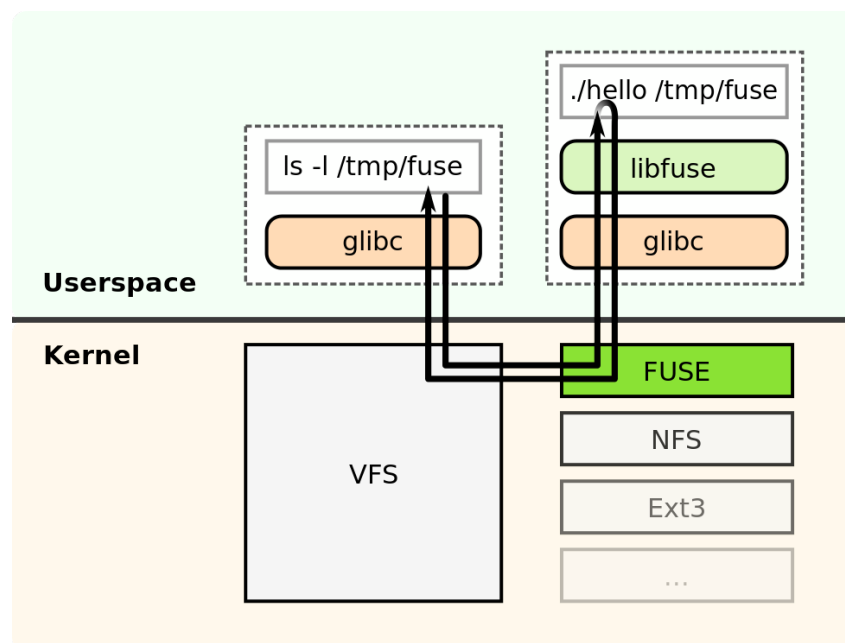 ./hello /tmp/fuse
ls -l /tmp/fuse
libfuse
glibc
glibc
Userspace
Kernel
FUSE
NFS
VFS
Ext3
...